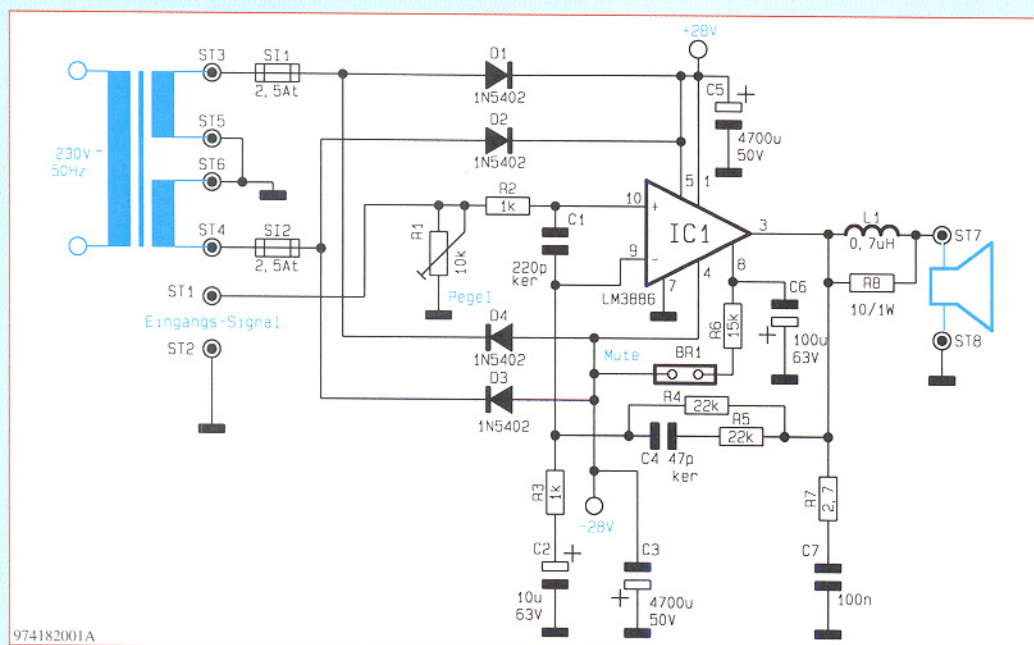 +28V
ST3
SI1
2,5At
D1
1N5402
C5
+
4700u
50V
D2
1N5402
ST5
230V~
50Hz
ST6
ST4
SI2
2,5At
R2
1k
C1
220p
ker
10
+
9
-
5
1
IC1
LM3886
7
4
8
3
L1
0,7uH
ST7
R8
10/1W
ST8
R1
10k
Pegel
ST1
Eingangs-Signal
ST2
D4
1N5402
D3
1N5402
Mute
BR1
R6
15k
C6
+
100u
63V
R4
22k
R5
22k
C4
47p
ker
R3
1k
-28V
R7
2,7
C2
+
10u
63V
C3
+
4700u
50V
C7
100n
974182001A